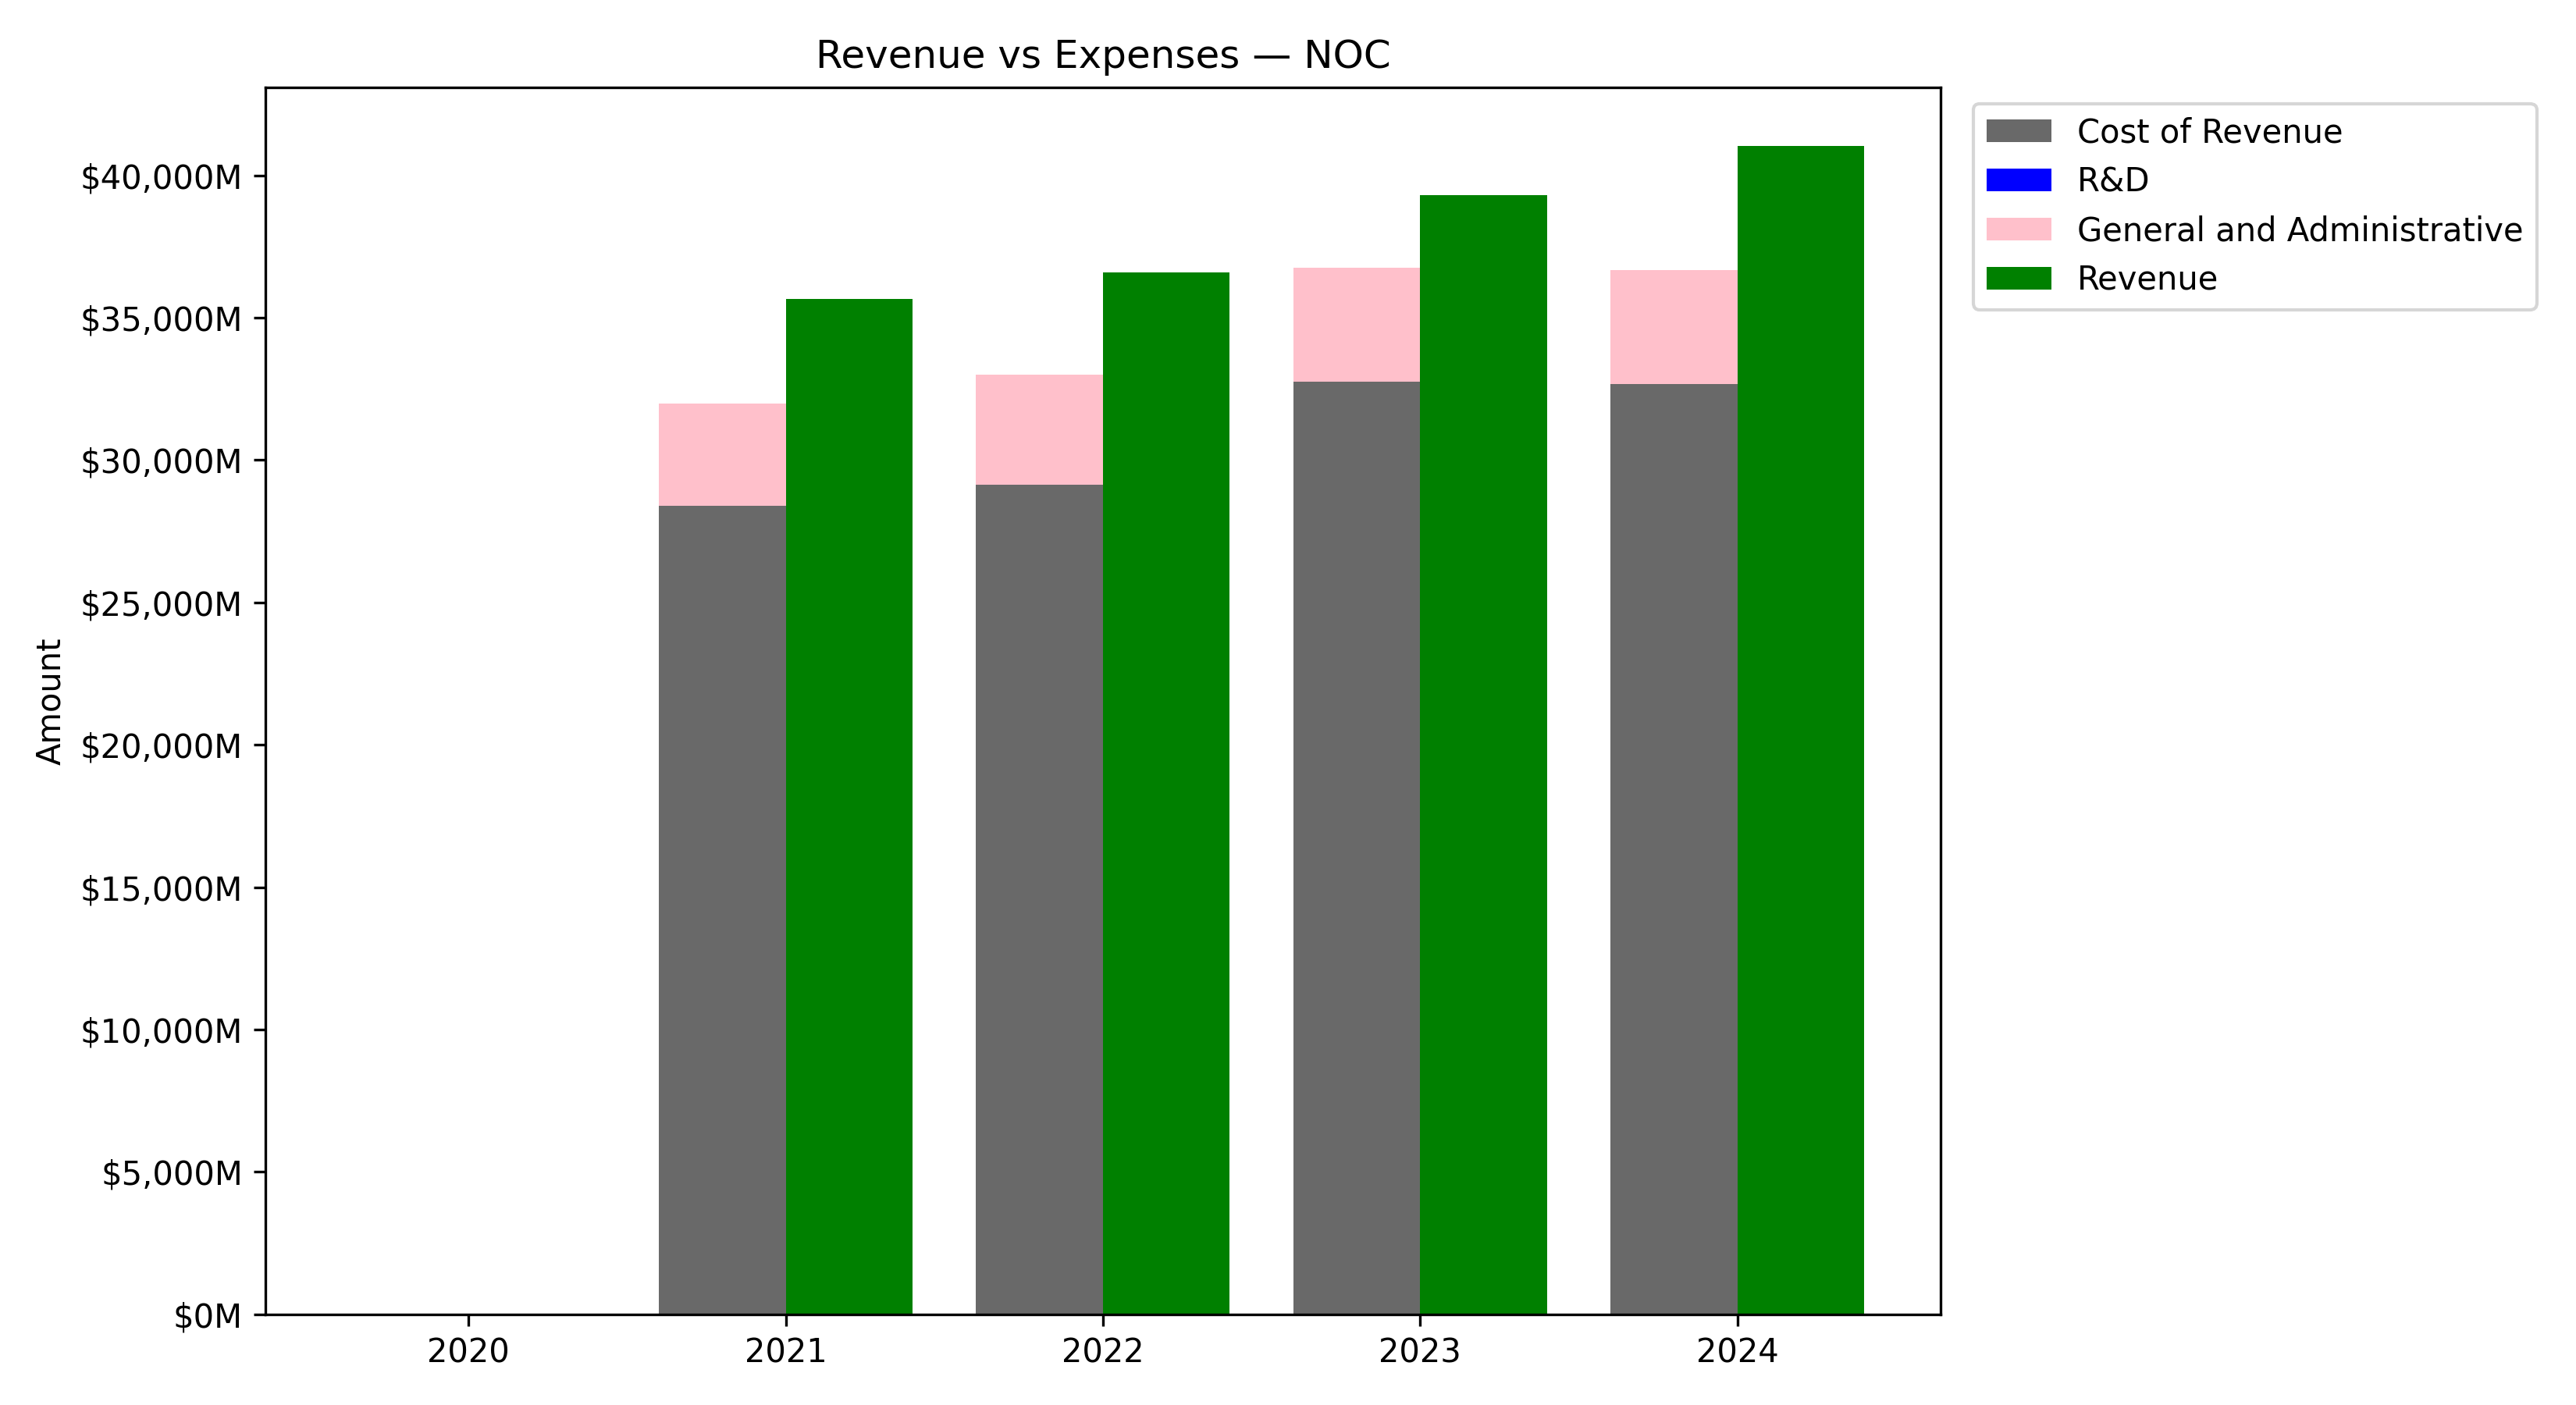 Revenue vs Expenses — NOC
Cost of Revenue
R&D
General and Administrative
Revenue
Amount
$40,000M
$35,000M
$30,000M
$25,000M
$20,000M
$15,000M
$10,000M
$5,000M
$0M
2020 2021 2022 2023 2024